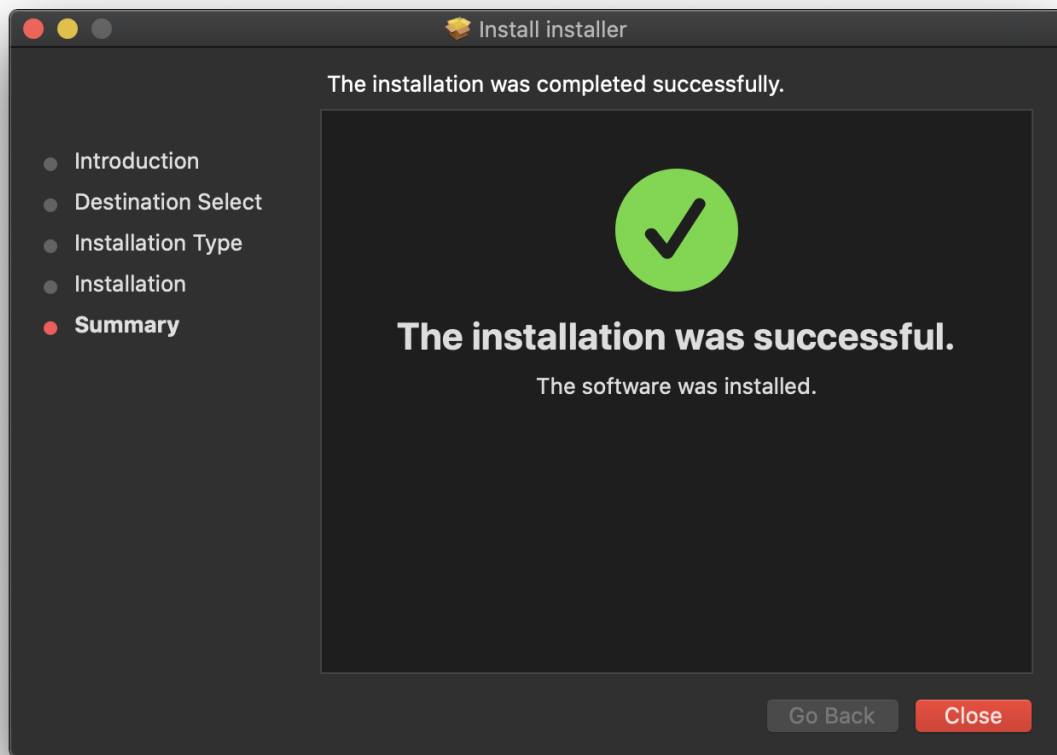 Install installer
The installation was completed successfully.
Introduction
Destination Select
Installation Type
Installation
Summary
The installation was successful.
The software was installed.
Go Back
Close